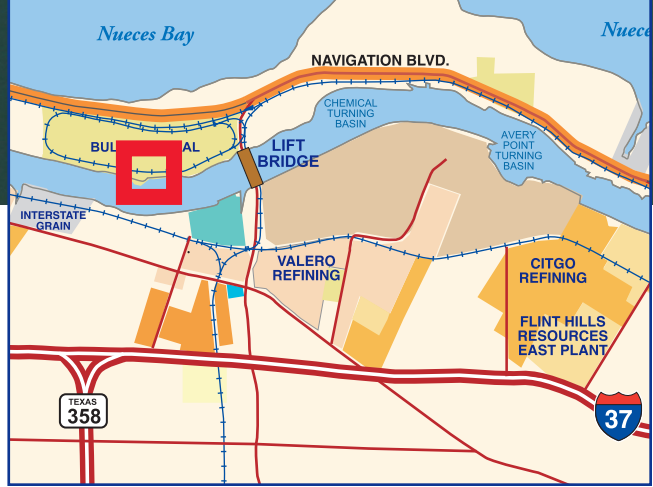 Nueces Bay
NAVIGATION BLVD.
CHEMICAL
TURNING
BASIN
AVERY
POINT
TURNING
BASIN
LIFT
BRIDGE
INTERSTATE
GRAIN
VALERO
REFINING
CITGO
REFINING
FLINT HILLS
RESOURCES
EAST PLANT
TEXAS
358
37